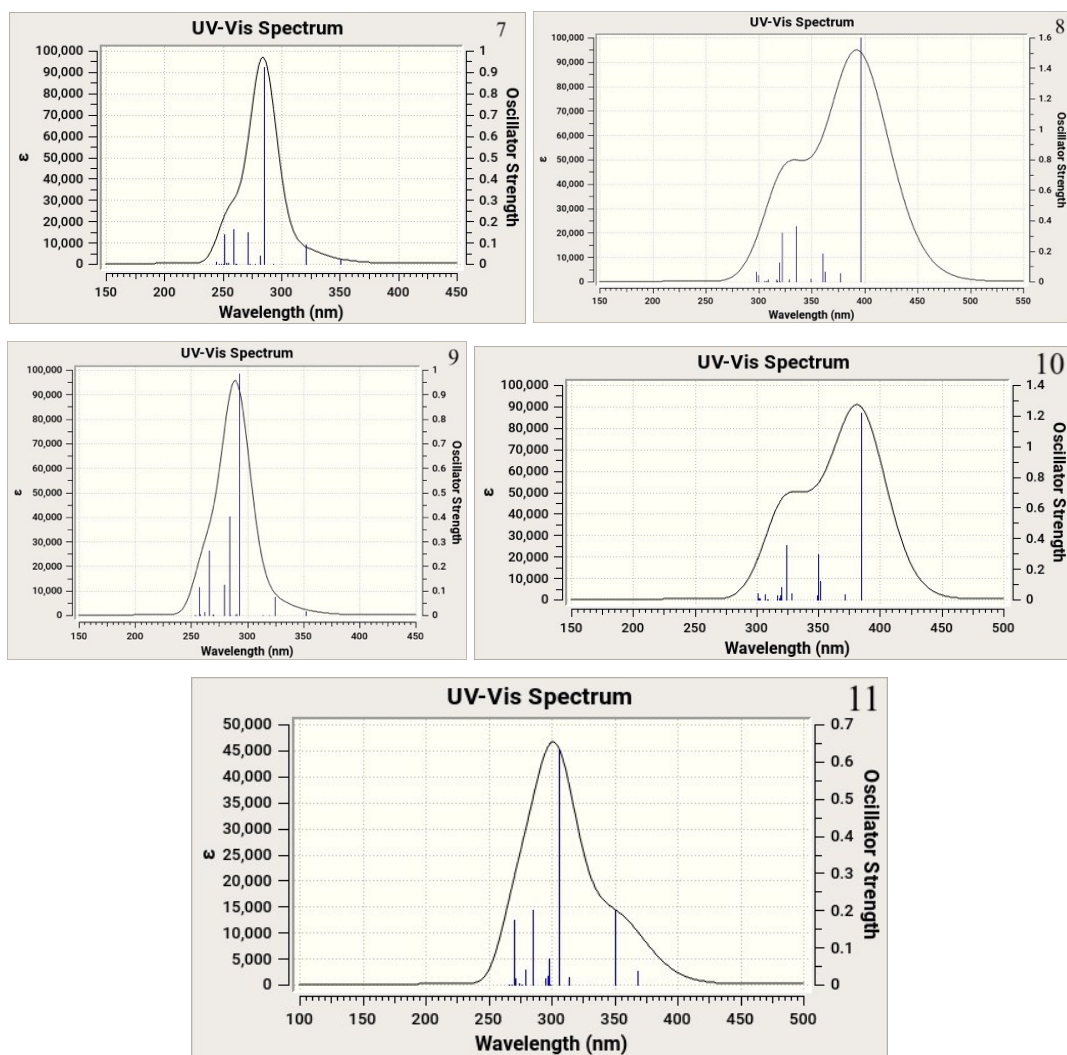 UV-Vis Spectrum 7
100,000 1
90,000 0.9
80,000 0.8
70,000 0.7
60,000 0.6
50,000 0.5
40,000 0.4
30,000 0.3
20,000 0.2
10,000 0.1
0 0
ε
Oscillator Strength
150 200 250 300 350 400 450
Wavelength (nm)
UV-Vis Spectrum 8
100,000 1.6
90,000 1.4
80,000 1.2
70,000 1
60,000 0.8
50,000 0.6
40,000 0.4
30,000 0.2
20,000 0
10,000
0
ε
Oscillator Strength
150 200 250 300 350 400 450 500 550
Wavelength (nm)
UV-Vis Spectrum 9
100,000 1
90,000 0.9
80,000 0.8
70,000 0.7
60,000 0.6
50,000 0.5
40,000 0.4
30,000 0.3
20,000 0.2
10,000 0.1
0 0
ε
Oscillator Strength
150 200 250 300 350 400 450
Wavelength (nm)
UV-Vis Spectrum 10
100,000 1.4
90,000 1.2
80,000 1
70,000 0.8
60,000 0.6
50,000 0.4
40,000 0.2
30,000 0
20,000
10,000
0
ε
Oscillator Strength
150 200 250 300 350 400 450 500
Wavelength (nm)
UV-Vis Spectrum 11
50,000 0.7
45,000 0.6
40,000 0.5
35,000 0.4
30,000 0.3
25,000 0.2
20,000 0.1
15,000 0
10,000
5,000
0
ε
Oscillator Strength
100 150 200 250 300 350 400 450 500
Wavelength (nm)